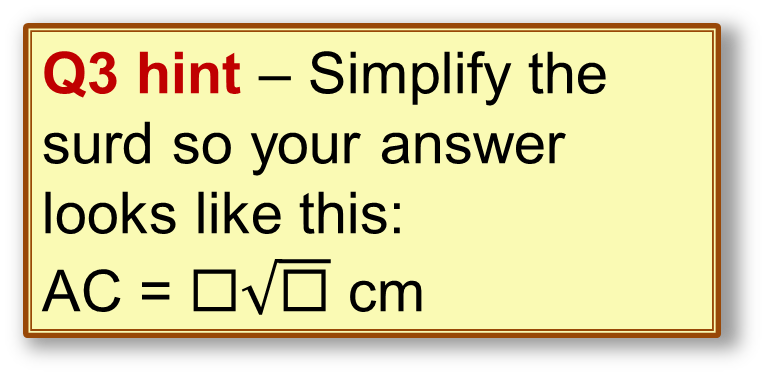 Q3 hint – Simplify the
surd so your answer
looks like this:
AC = □√□ cm